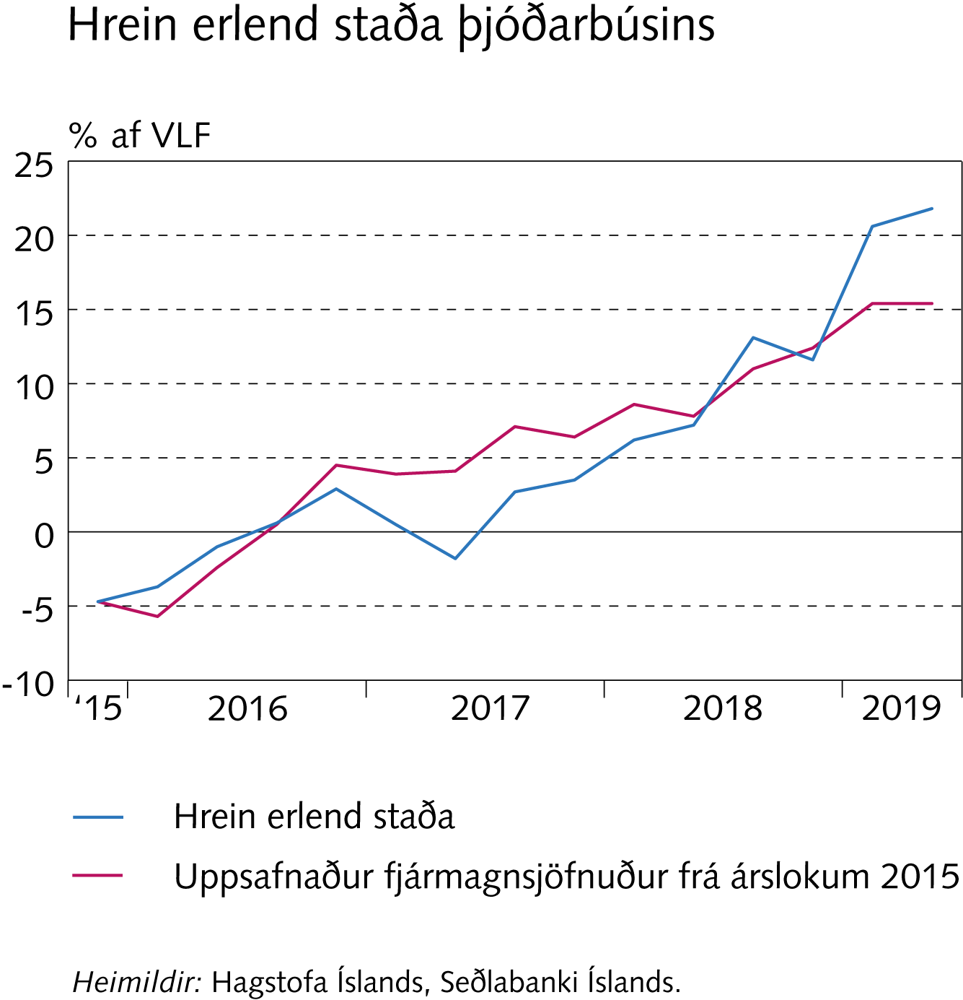 Hrein erlend staða þjóðarbúsins
% af VLF
25
20
15
10
5
0
-5
-10
‘15 2016 2017 2018 2019
Hrein erlend staða
Uppsafnaður fjármagnsjöfnuður frá árslokum 2015
Heimildir: Hagstofa Íslands, Seðlabanki Íslands.